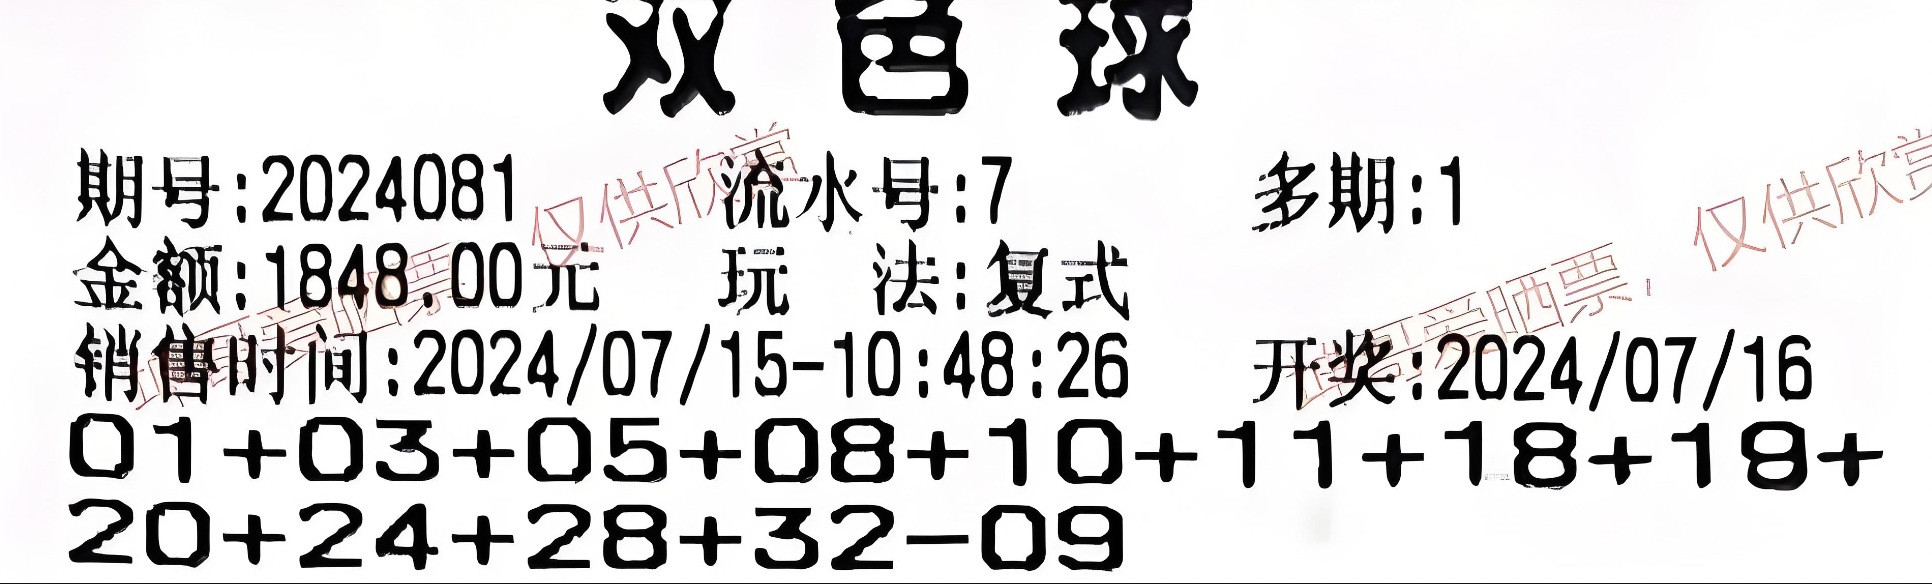 双色球
期号:2024081 流水号:7 多期:1
金额:1848.00元 玩 法:复式
销售时间:2024/07/15-10:48:26 开奖:2024/07/16
01+03+05+08+10+11+18+19+
20+24+28+32-09
仅供欣赏
仅供欣赏